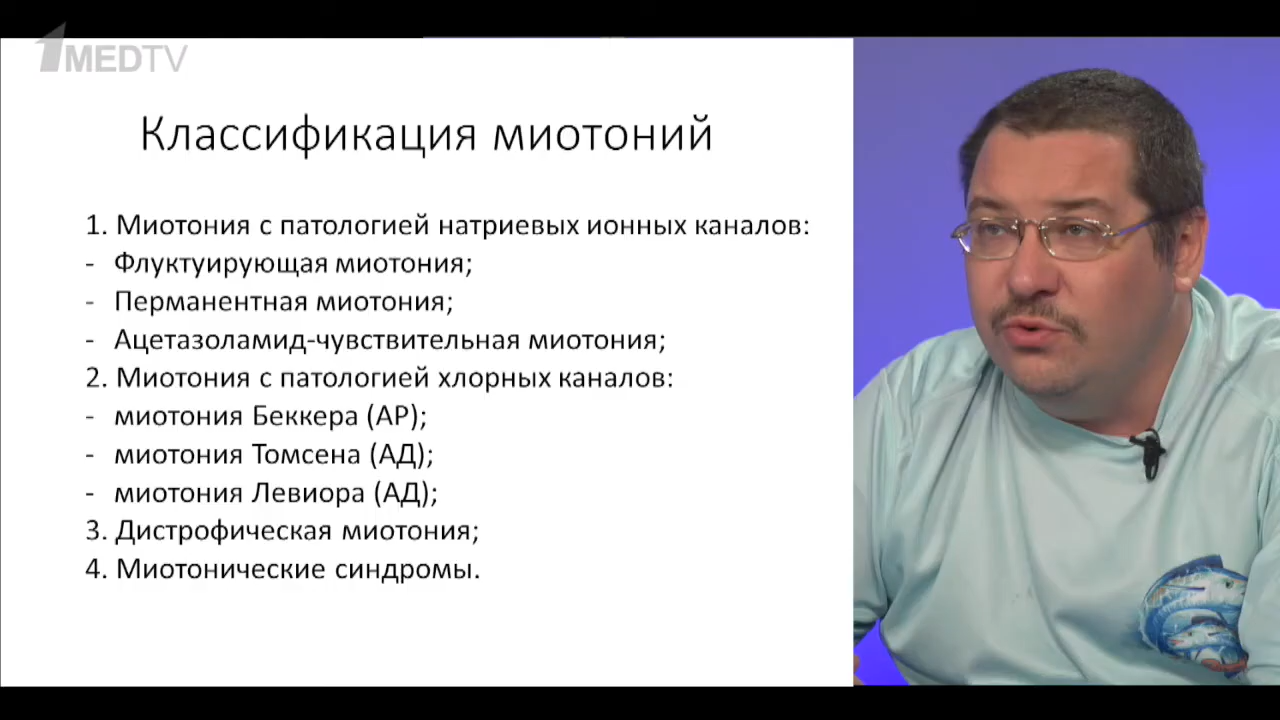 1MEDTV
Классификация миотоний
1. Миотония с патологией натриевых ионных каналов:
- Флуктуирующая миотония;
- Перманентная миотония;
- Ацетазоламид-чувствительная миотония;
2. Миотония с патологией хлорных каналов:
- миотония Беккера (АР);
- миотония Томсена (АД);
- миотония Левиора (АД);
3. Дистрофическая миотония;
4. Миотонические синдромы.